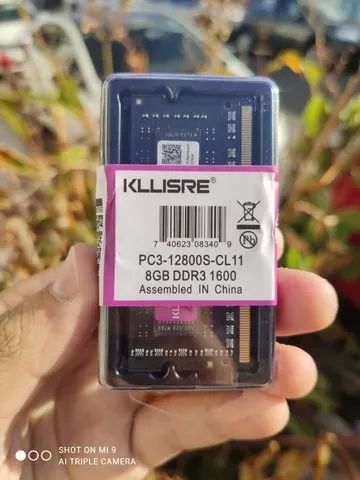 KLLISRE®
7 40623 08340 9
PC3-12800S-CL11
8GB DDR3 1600
Assembled IN China
SHOT ON MI 9
AI TRIPLE CAMERA